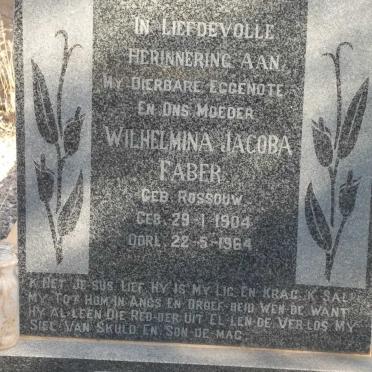 IN LIEFDEVOLLE
HERINNERING AAN
MY DIERBARE EGGENOTE
EN ONS MOEDER
WILHELMINA JACOBA
FABER
GEB. ROSSOUW.
GEB. 29-1-1904
OORL. 22-5-1964
K HET JE-SUS LIEF HY IS MY LIG EN KRAG. K SAL
MY TOT HOM IN ANGS EN DROEF-HEID WEN-DE WANT
HY AL-LEEN DIE RED-DER UIT EL-LEN-DE VER-LOS MY
SIEL VAN SKULD EN SON-DE-MAG.